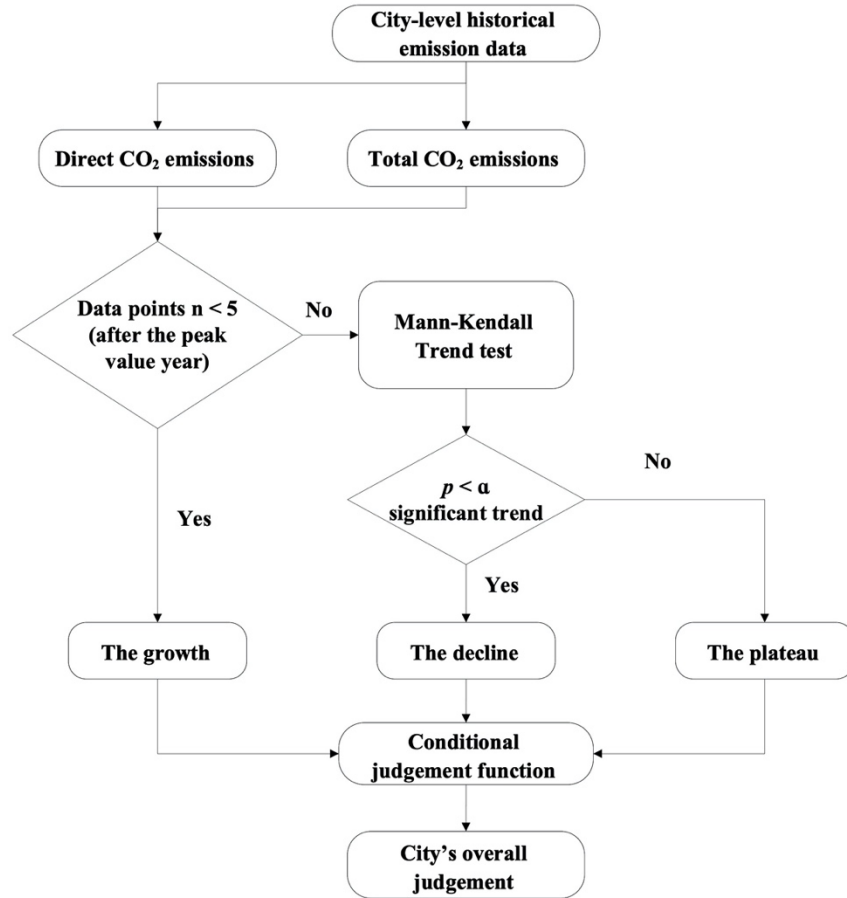 City-level historical
emission data
Direct CO₂ emissions
Total CO₂ emissions
Data points n < 5
(after the peak
value year)
No
Mann-Kendall
Trend test
p < α
significant trend
No
Yes
Yes
The growth
The decline
The plateau
Conditional
judgement function
City's overall
judgement